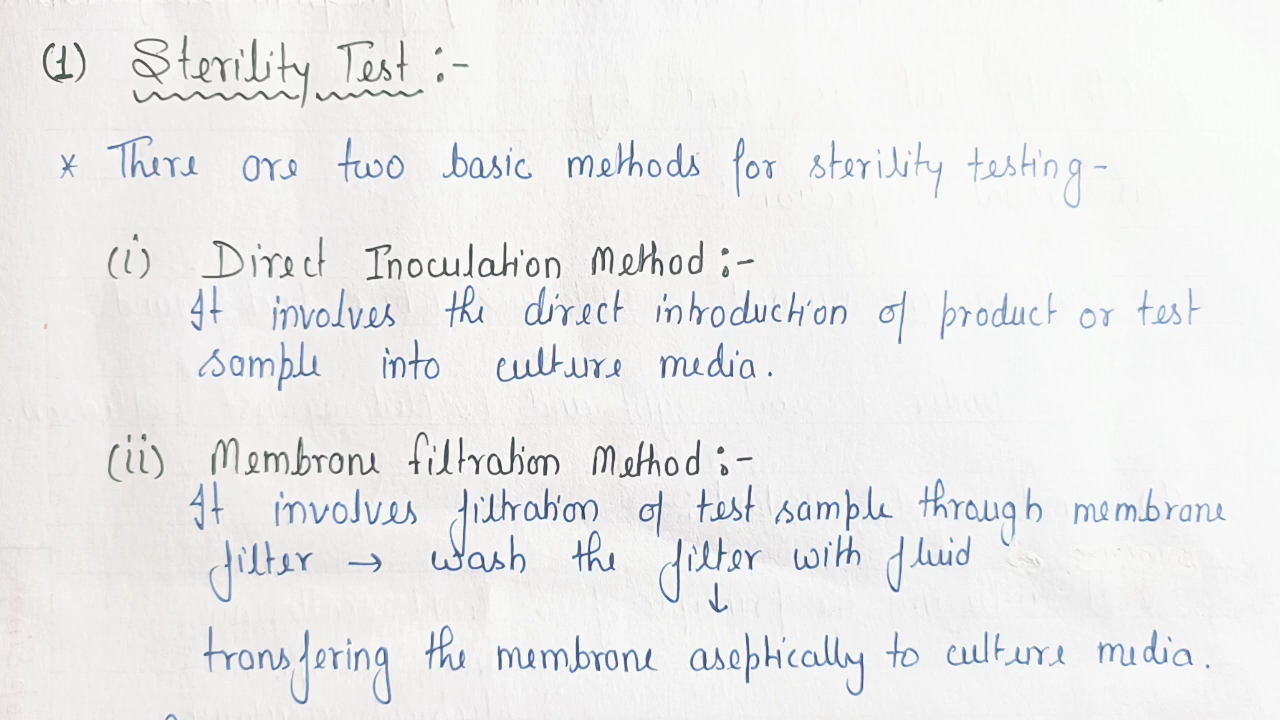 (1) Sterility Test :-
* There are two basic methods for sterility testing -
(i) Direct Inoculation Method :-
It involves the direct introduction of product or test
sample into culture media.
(ii) Membrane filtration Method :-
It involves filtration of test sample through membrane
filter → wash the filter with fluid
↓
transfering the membrane aseptically to culture media.